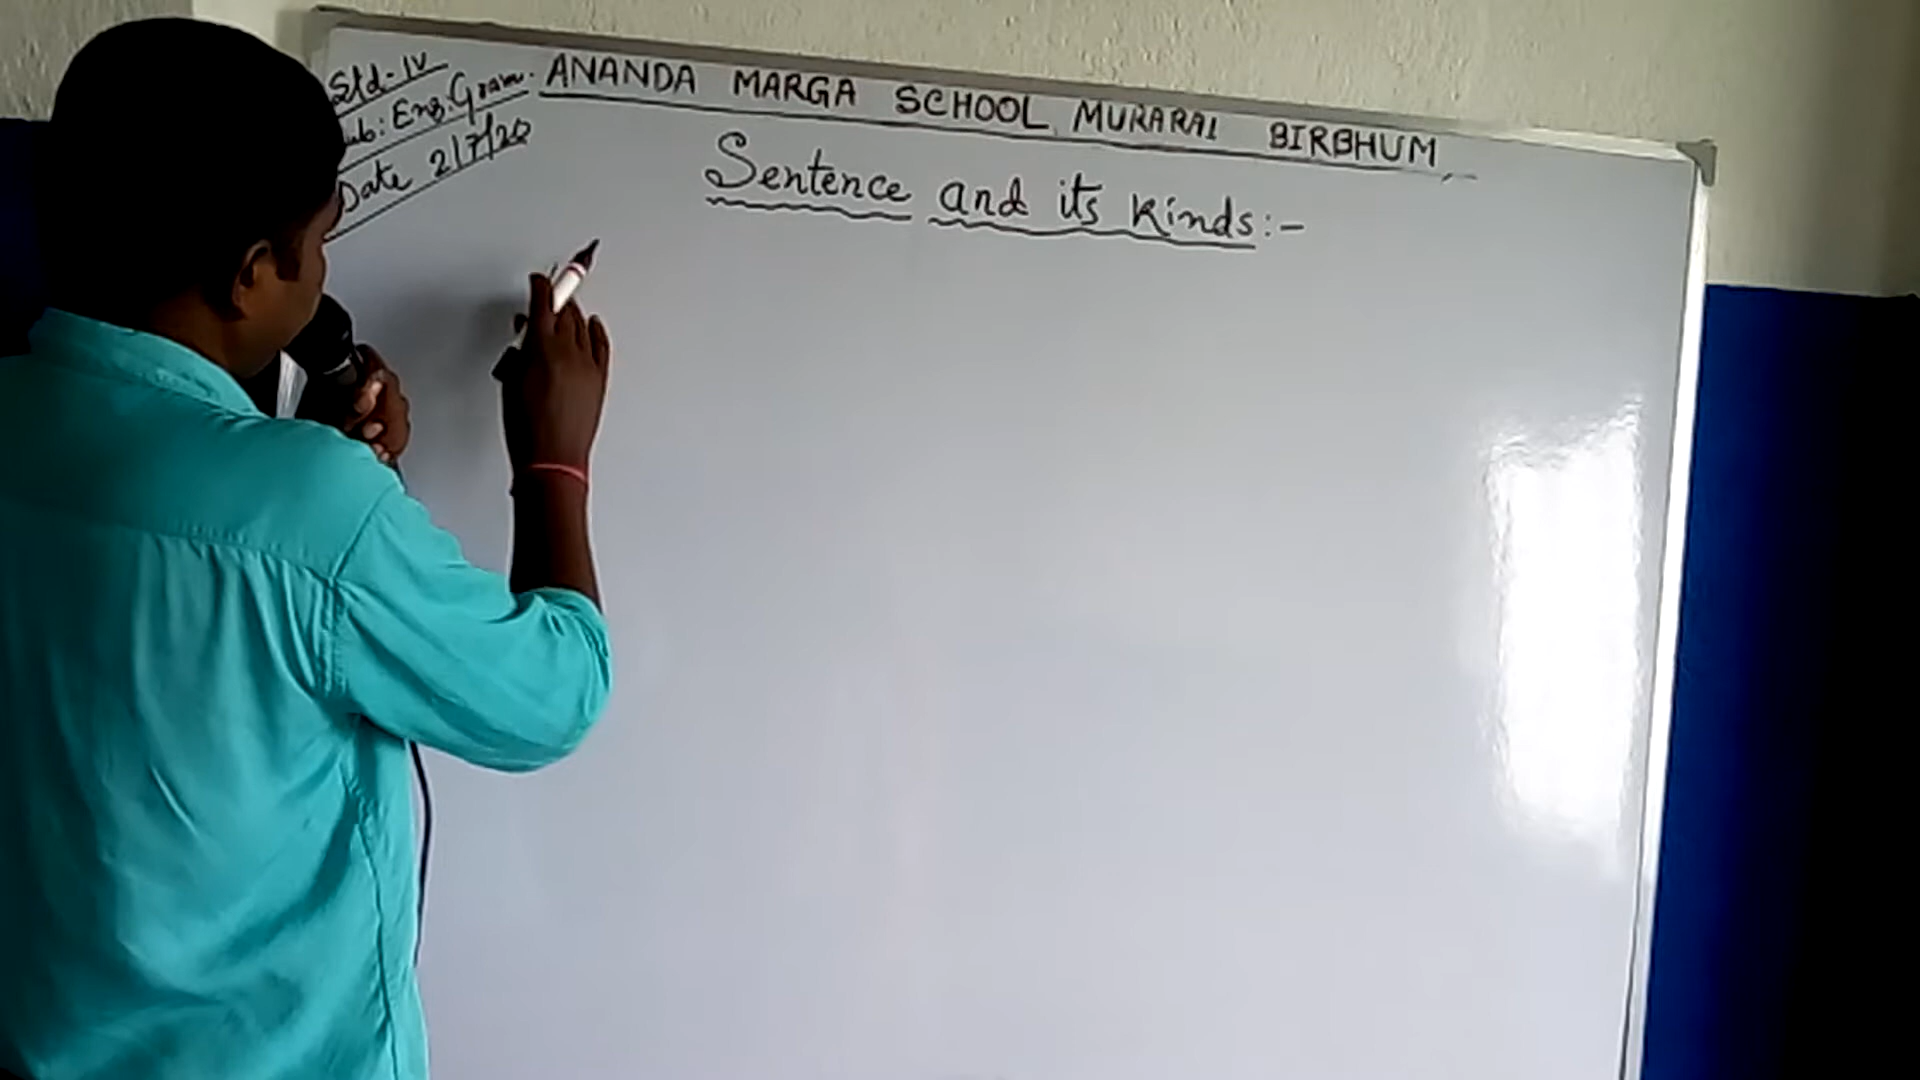 Std-IV
Sub: Eng. Gram.
Date 2/7/20
ANANDA MARGA SCHOOL MURARAI BIRBHUM
Sentence and its Kinds:-